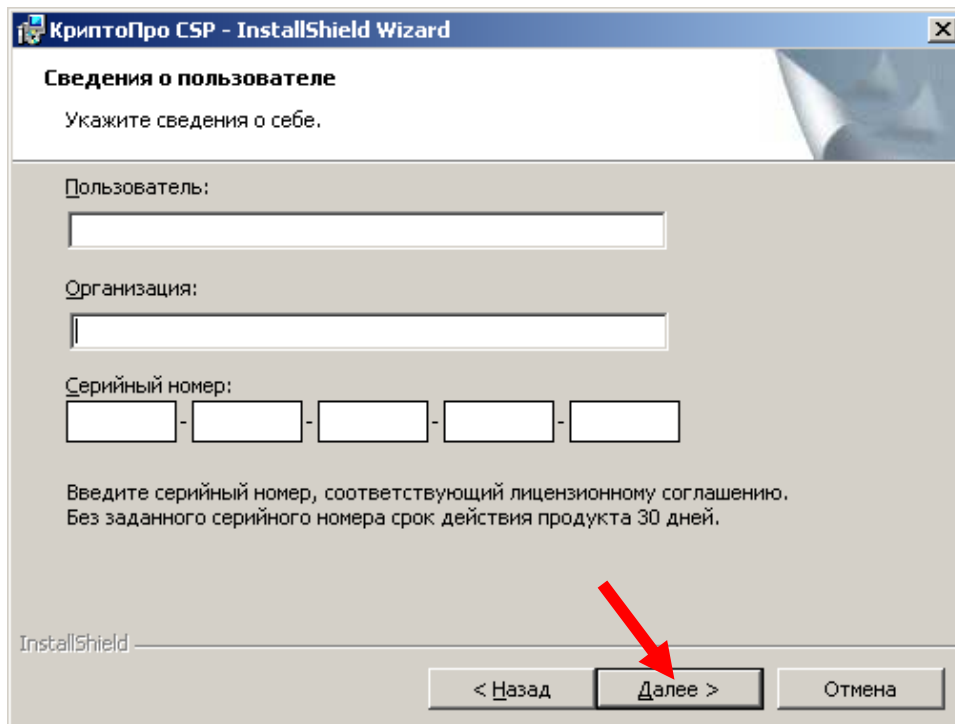 КриптоПро CSP - InstallShield Wizard
Сведения о пользователе
Укажите сведения о себе.
Пользователь:
Организация:
Серийный номер:
- - - -
Введите серийный номер, соответствующий лицензионному соглашению.
Без заданного серийного номера срок действия продукта 30 дней.
InstallShield
< Назад Далее > Отмена